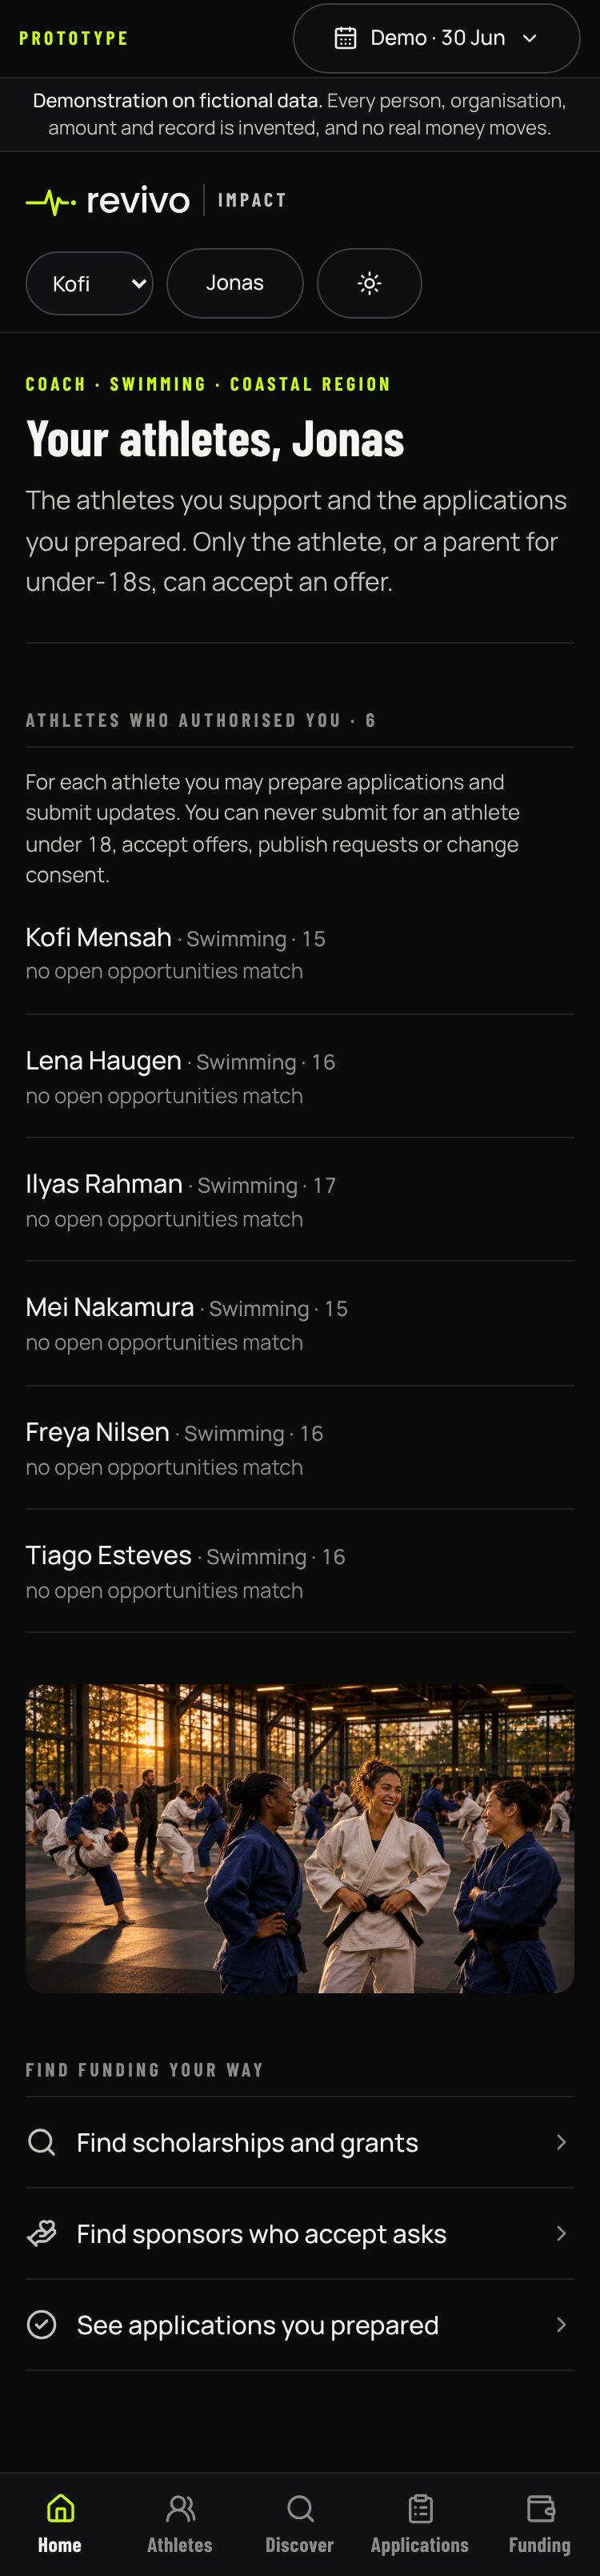 PROTOTYPE
Demo · 30 Jun
Demonstration on fictional data. Every person, organisation,
amount and record is invented, and no real money moves.
revivo
IMPACT
Kofi
Jonas
COACH · SWIMMING · COASTAL REGION
Your athletes, Jonas
The athletes you support and the applications
you prepared. Only the athlete, or a parent for
under-18s, can accept an offer.
ATHLETES WHO AUTHORISED YOU · 6
For each athlete you may prepare applications and
submit updates. You can never submit for an athlete
under 18, accept offers, publish requests or change
consent.
Kofi Mensah · Swimming · 15
no open opportunities match
Lena Haugen · Swimming · 16
no open opportunities match
Ilyas Rahman · Swimming · 17
no open opportunities match
Mei Nakamura · Swimming · 15
no open opportunities match
Freya Nilsen · Swimming · 16
no open opportunities match
Tiago Esteves · Swimming · 16
no open opportunities match
FIND FUNDING YOUR WAY
Find scholarships and grants
Find sponsors who accept asks
See applications you prepared
Home
Athletes
Discover
Applications
Funding